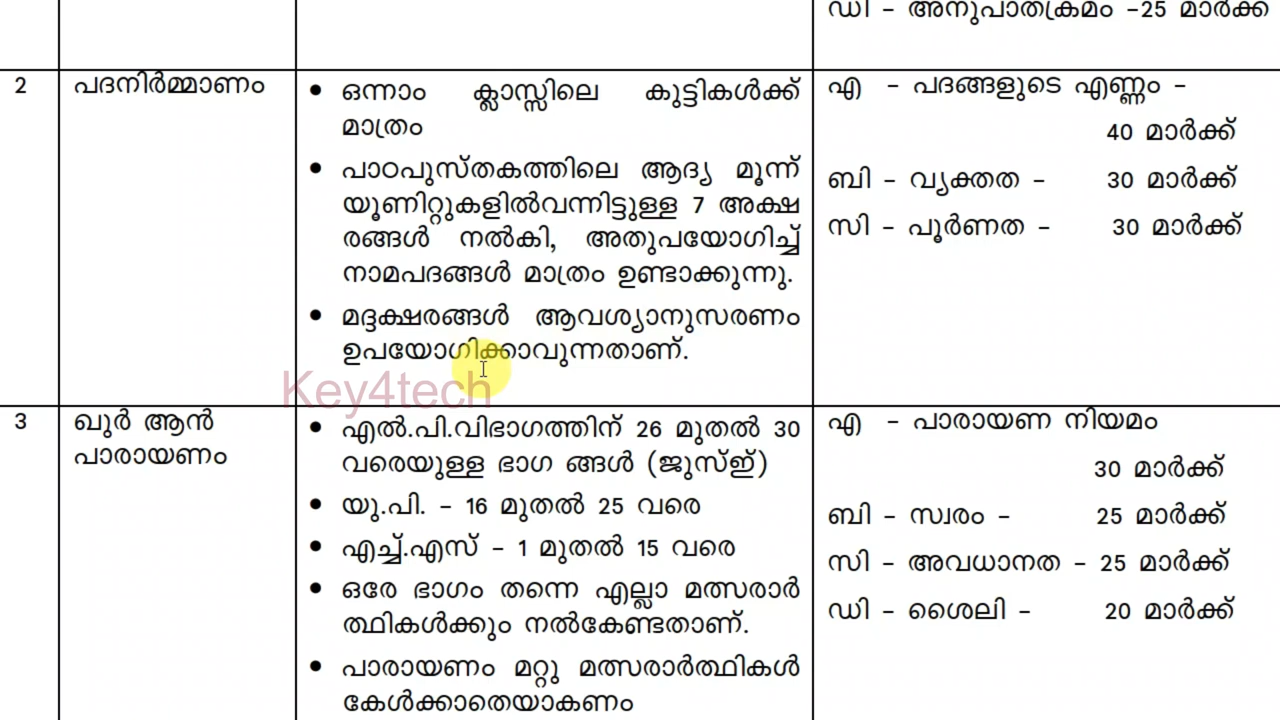 ഡി - അനുപാതക്രമം -25 മാർക്ക്
2
പദനിർമ്മാണം
• ഒന്നാം ക്ലാസ്സിലെ കുട്ടികൾക്ക്
മാത്രം
• പാഠപുസ്തകത്തിലെ ആദ്യ മൂന്ന്
യൂണിറ്റുകളിൽവന്നിട്ടുള്ള 7 അക്ഷ
രങ്ങൾ നൽകി, അതുപയോഗിച്ച്
നാമപദങ്ങൾ മാത്രം ഉണ്ടാക്കുന്നു.
• മദ്ദക്ഷരങ്ങൾ ആവശ്യാനുസരണം
ഉപയോഗിക്കാവുന്നതാണ്.
എ - പദങ്ങളുടെ എണ്ണം -
40 മാർക്ക്
ബി - വ്യക്തത - 30 മാർക്ക്
സി - പൂർണത - 30 മാർക്ക്
Key4tech
3
ഖുർ ആൻ
പാരായണം
• എൽ.പി.വിഭാഗത്തിന് 26 മുതൽ 30
വരെയുള്ള ഭാഗ ങ്ങൾ (ജുസ്ഇ്)
• യു.പി. - 16 മുതൽ 25 വരെ
• എച്ച്.എസ് - 1 മുതൽ 15 വരെ
• ഒരേ ഭാഗം തന്നെ എല്ലാ മത്സരാർ
ത്ഥികൾക്കും നൽകേണ്ടതാണ്.
• പാരായണം മറ്റു മത്സരാർത്ഥികൾ
കേൾക്കാതെയാകണം
എ - പാരായണ നിയമം
30 മാർക്ക്
ബി - സ്വരം - 25 മാർക്ക്
സി - അവധാനത - 25 മാർക്ക്
ഡി - ശൈലി - 20 മാർക്ക്